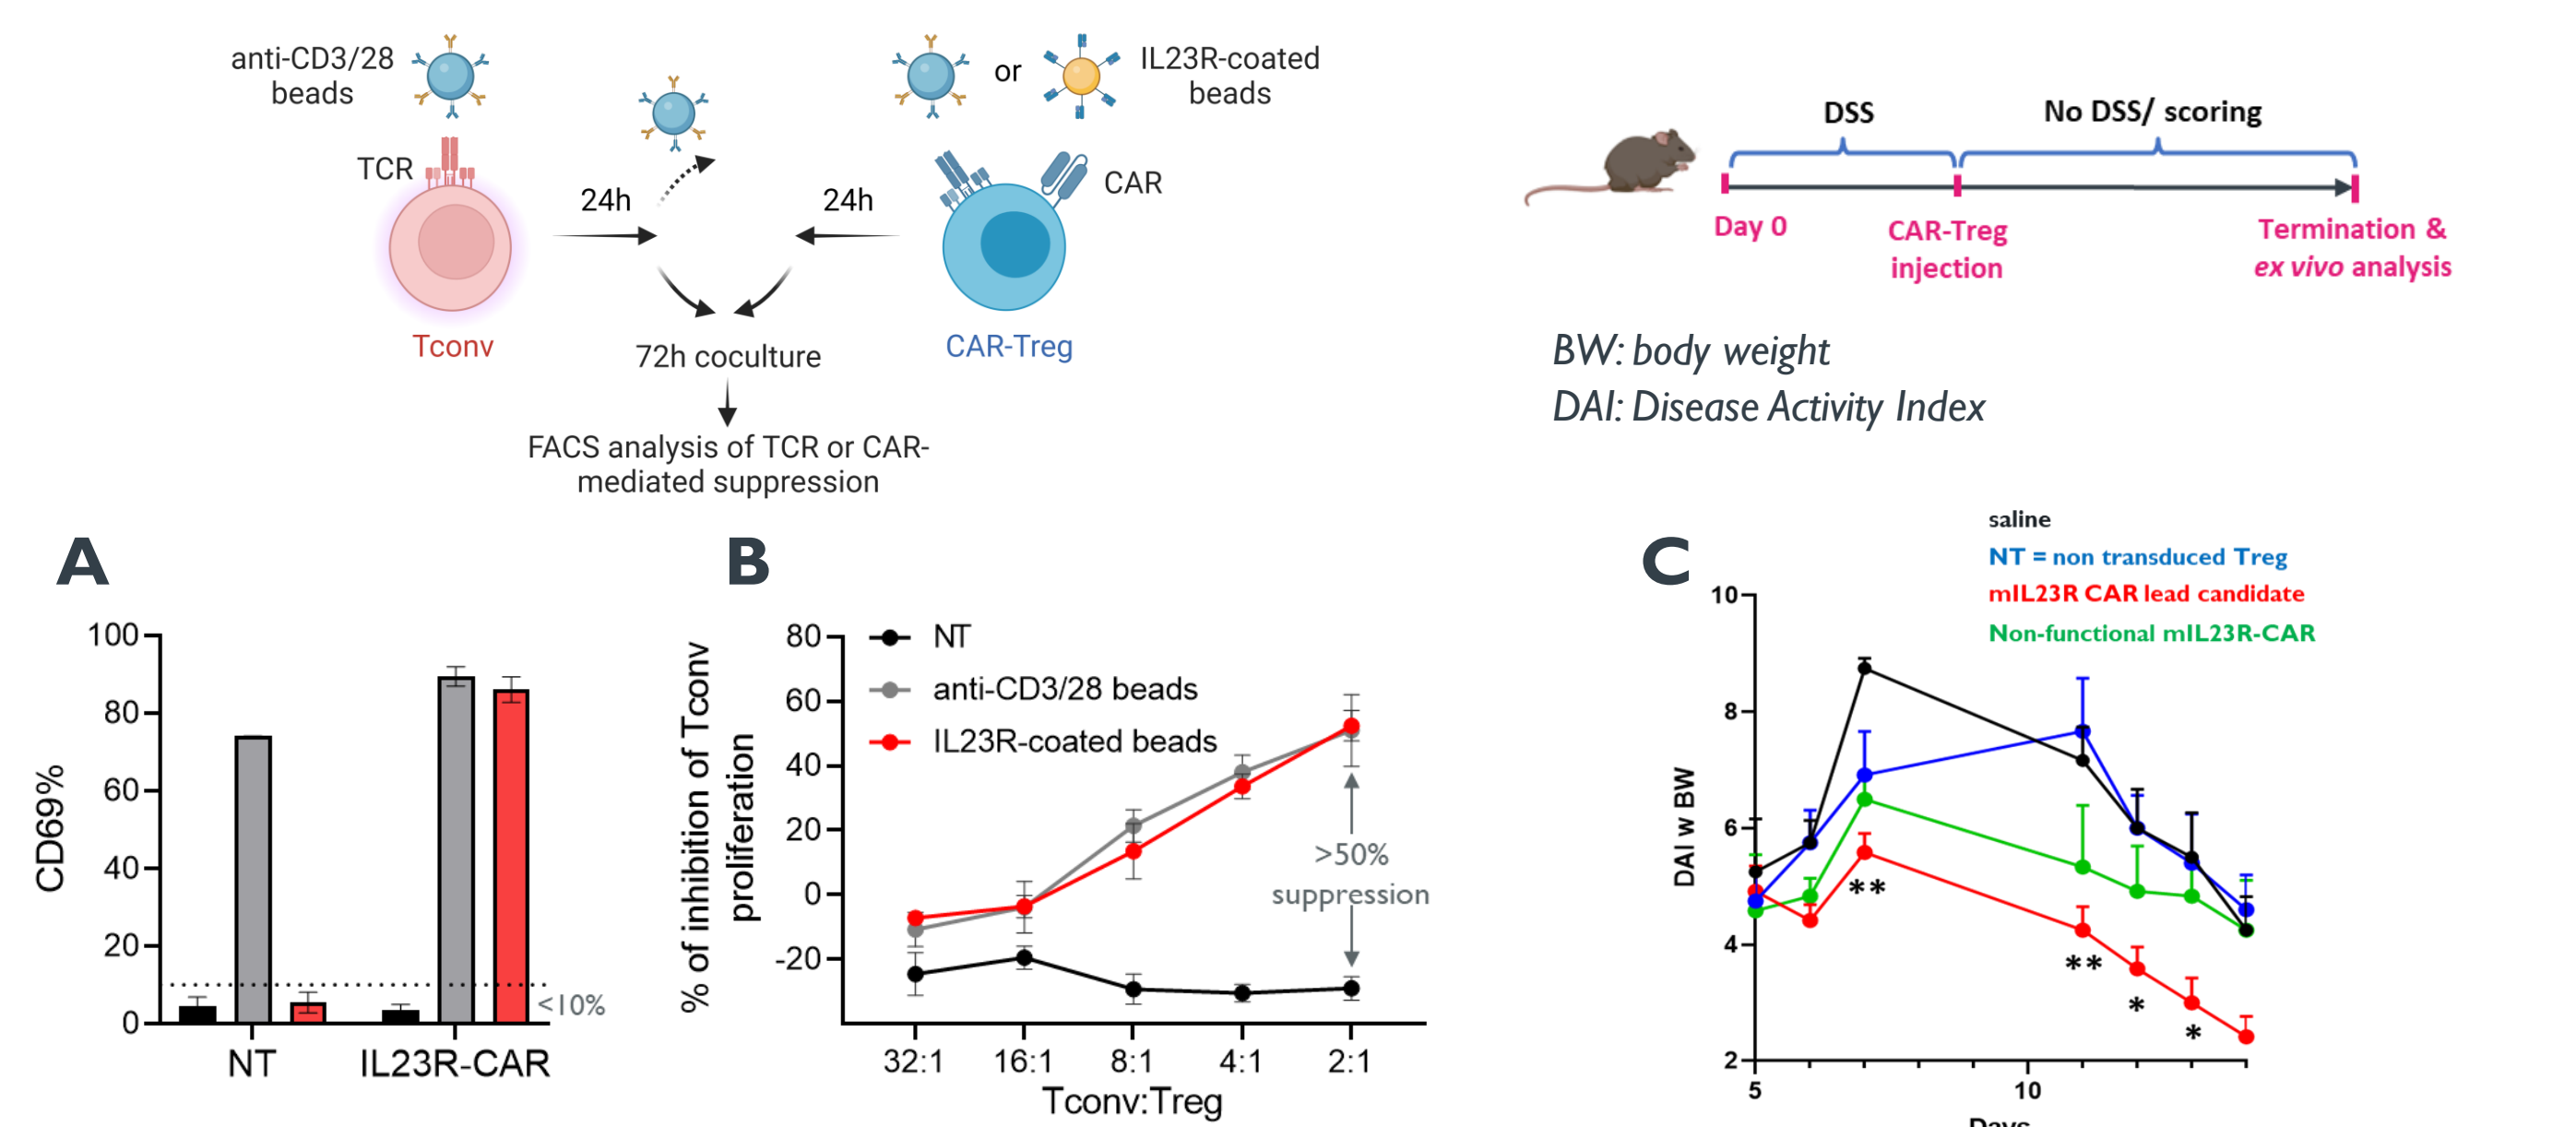 anti-CD3/28
beads
or
IL23R-coated
beads
TCR
24h
24h
CAR
Tconv
CAR-Treg
72h coculture
FACS analysis of TCR or CAR-
mediated suppression
DSS
No DSS/ scoring
Day 0
CAR-Treg
injection
Termination &
ex vivo analysis
BW: body weight
DAI: Disease Activity Index
A
CD69%
100
80
60
40
20
0
<10%
NT
IL23R-CAR
B
% of inhibition of Tconv
proliferation
80
60
40
20
0
-20
NT
anti-CD3/28 beads
IL23R-coated beads
>50%
suppression
32:1
16:1
8:1
4:1
2:1
Tconv:Treg
C
saline
NT = non transduced Treg
mIL23R CAR lead candidate
Non-functional mIL23R-CAR
DAI w BW
10
8
6
4
2
**
**
*
*
5
10
Days